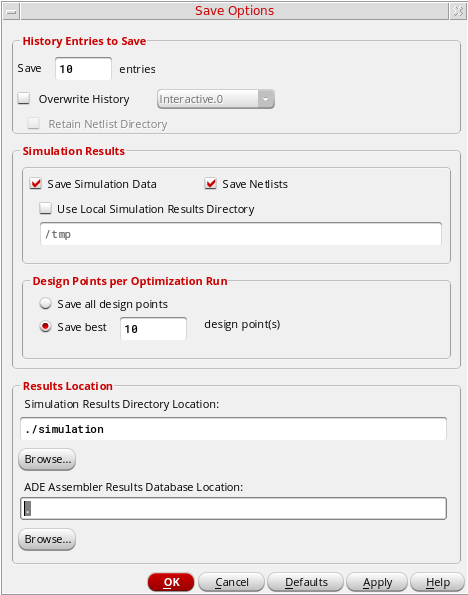 Save Options
History Entries to Save
Save 10 entries
Overwrite History Interactive.0
Retain Netlist Directory
Simulation Results
Save Simulation Data Save Netlists
Use Local Simulation Results Directory
/tmp
Design Points per Optimization Run
Save all design points
Save best 10 design point(s)
Results Location
Simulation Results Directory Location:
./simulation
Browse...
ADE Assembler Results Database Location:
.
Browse...
OK Cancel Defaults Apply Help